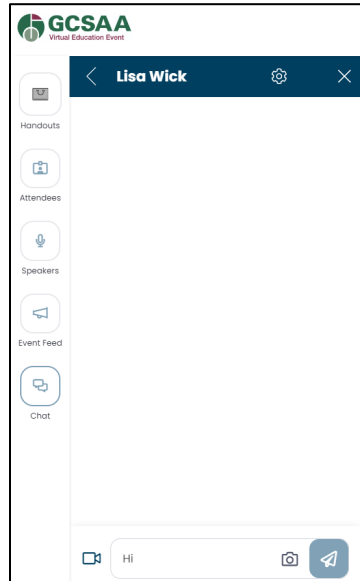 GCSAA
Virtual Education Event
Lisa Wick
Handouts
Attendees
Speakers
Event Feed
Chat
Hi